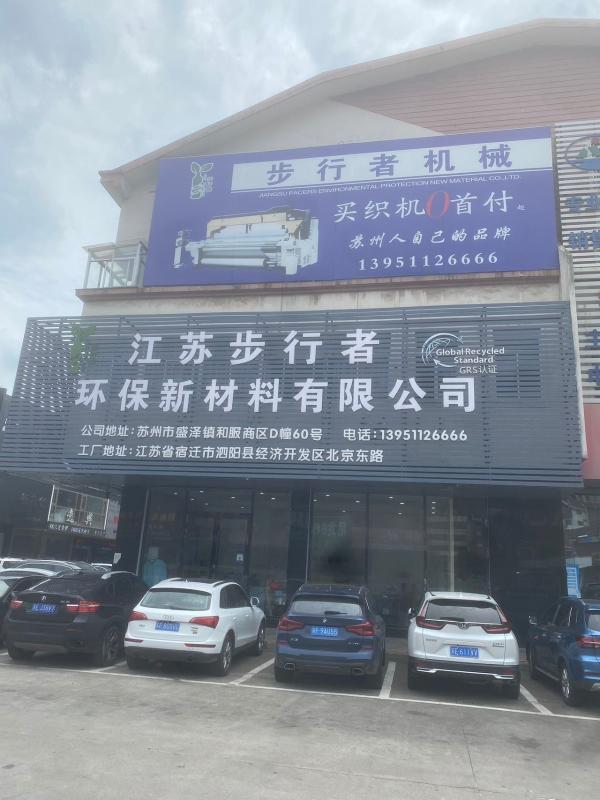 步行者机械
JIANGSU PACERS ENVIRONMENTAL PROTECTION NEW MATERIAL CO.,LTD.
买织机0首付起
苏州人自己的品牌
13951126666
江苏步行者
环保新材料有限公司
Global Recycled
Standard
GRS认证
公司地址:苏州市盛泽镇和服商区D幢60号 电话:13951126666
工厂地址:江苏省宿迁市泗阳县经济开发区北京东路